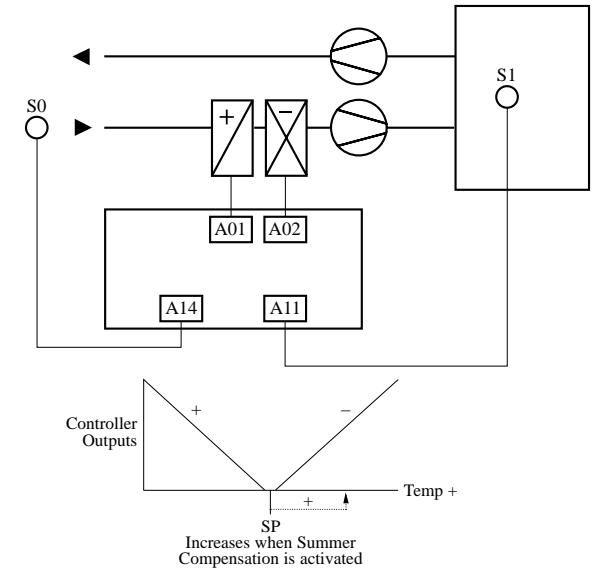 S0
S1
+
−
A01
A02
A14
A11
Controller
Outputs
+
−
Temp +
+
SP
Increases when Summer
Compensation is activated